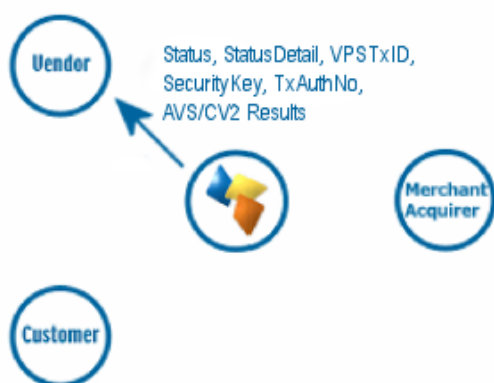 Vendor
Status, StatusDetail, VPSTxID,
SecurityKey, TxAuthNo,
AVS/CV2 Results
Merchant
Acquirer
Customer